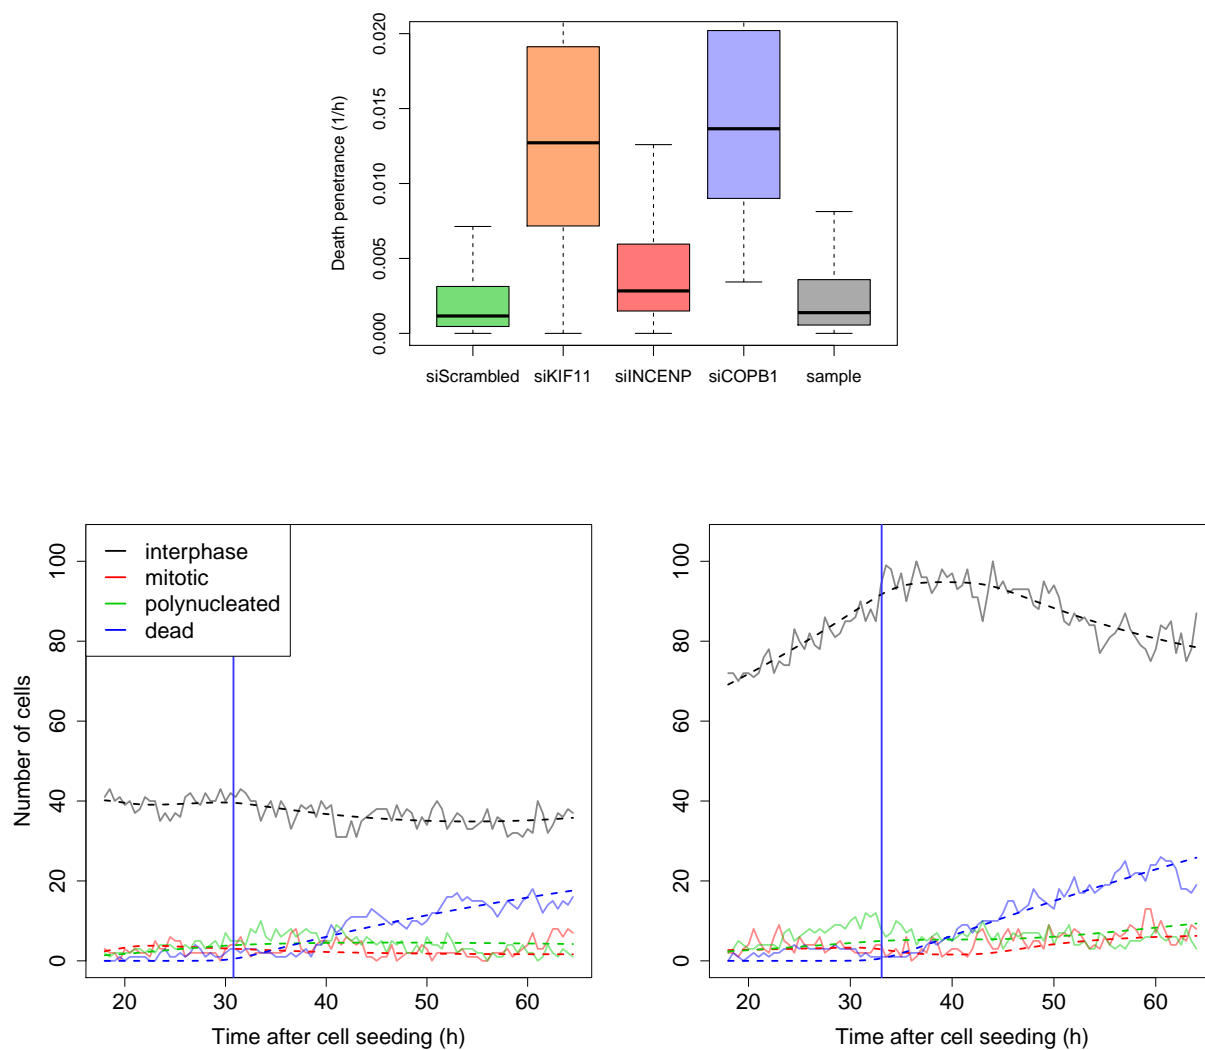 Death penetrance (1/h)
0.020
0.015
0.010
0.005
0.000
siScrambled siKIF11 siINCENP siCOPB1 sample
Number of cells
100
80
60
40
20
0
interphase
mitotic
polynucleated
dead
20 30 40 50 60
Time after cell seeding (h)
100
80
60
40
20
0
20 30 40 50 60
Time after cell seeding (h)